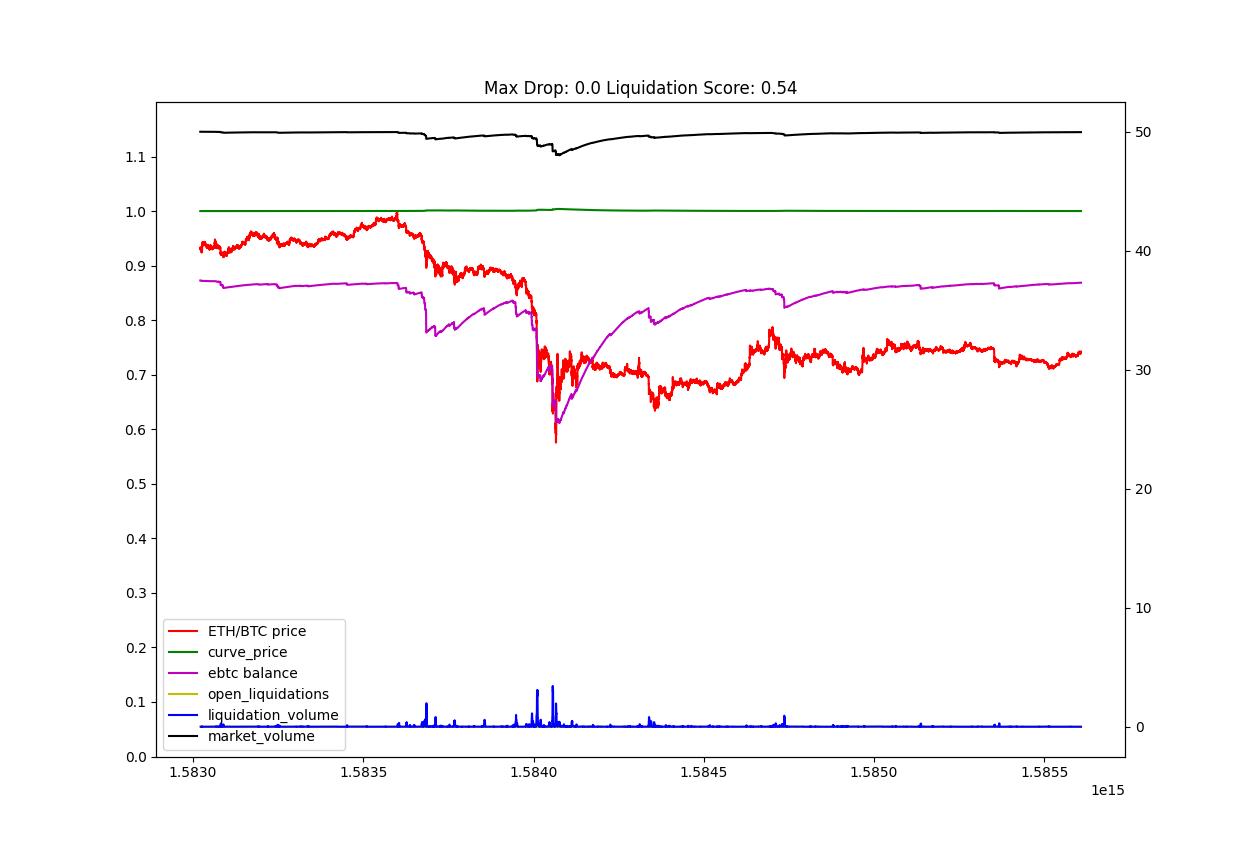 Max Drop: 0.0 Liquidation Score: 0.54
1.1
1.0
0.9
0.8
0.7
0.6
0.5
0.4
0.3
0.2
0.1
0.0
50
40
30
20
10
0
ETH/BTC price
curve_price
ebtc balance
open_liquidations
liquidation_volume
market_volume
1.5830 1.5835 1.5840 1.5845 1.5850 1.5855
1e15